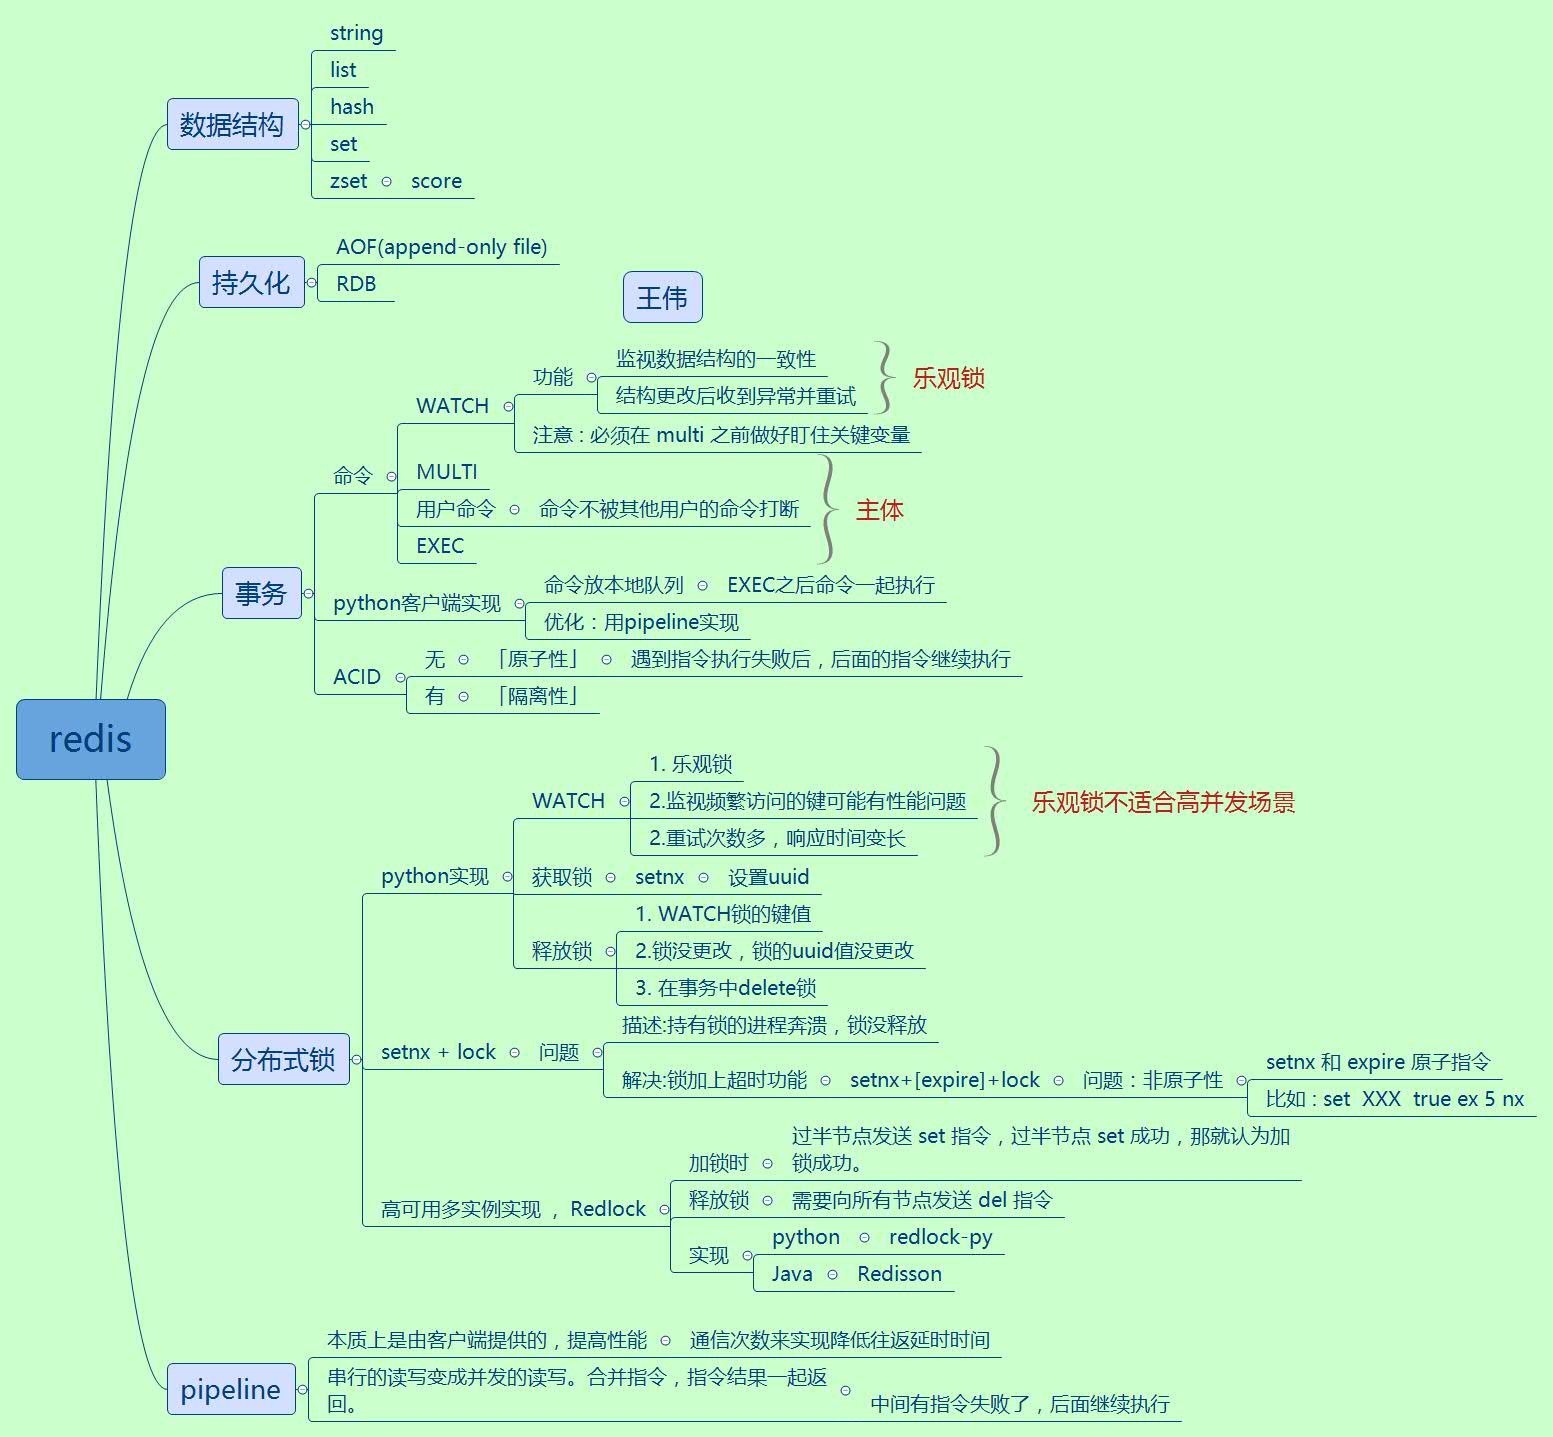 redis
数据结构
string
list
hash
set
zset
score
持久化
AOF(append-only file)
RDB
王伟
事务
命令
WATCH
功能
监视数据结构的一致性
结构更改后收到异常并重试
乐观锁
注意：必须在 multi 之前做好盯住关键变量
MULTI
用户命令
命令不被其他用户的命令打断
EXEC
主体
python客户端实现
命令放本地队列
EXEC之后命令一起执行
优化：用pipeline实现
ACID
无
「原子性」
遇到指令执行失败后，后面的指令继续执行
有
「隔离性」
分布式锁
python实现
WATCH
1. 乐观锁
2.监视频繁访问的键可能有性能问题
2.重试次数多，响应时间变长
乐观锁不适合高并发场景
获取锁
setnx
设置uuid
释放锁
1. WATCH锁的键值
2.锁没更改，锁的uuid值没更改
3. 在事务中delete锁
setnx + lock
问题
描述:持有锁的进程奔溃，锁没释放
解决:锁加上超时功能
setnx+[expire]+lock
问题：非原子性
setnx 和 expire 原子指令
比如：set  XXX  true ex 5 nx
高可用多实例实现 ，Redlock
加锁时
过半节点发送 set 指令，过半节点 set 成功，那就认为加
锁成功。
释放锁
需要向所有节点发送 del 指令
实现
python
redlock-py
Java
Redisson
pipeline
本质上是由客户端提供的，提高性能
通信次数来实现降低往返延时时间
串行的读写变成并发的读写。合并指令，指令结果一起返
回。
中间有指令失败了，后面继续执行